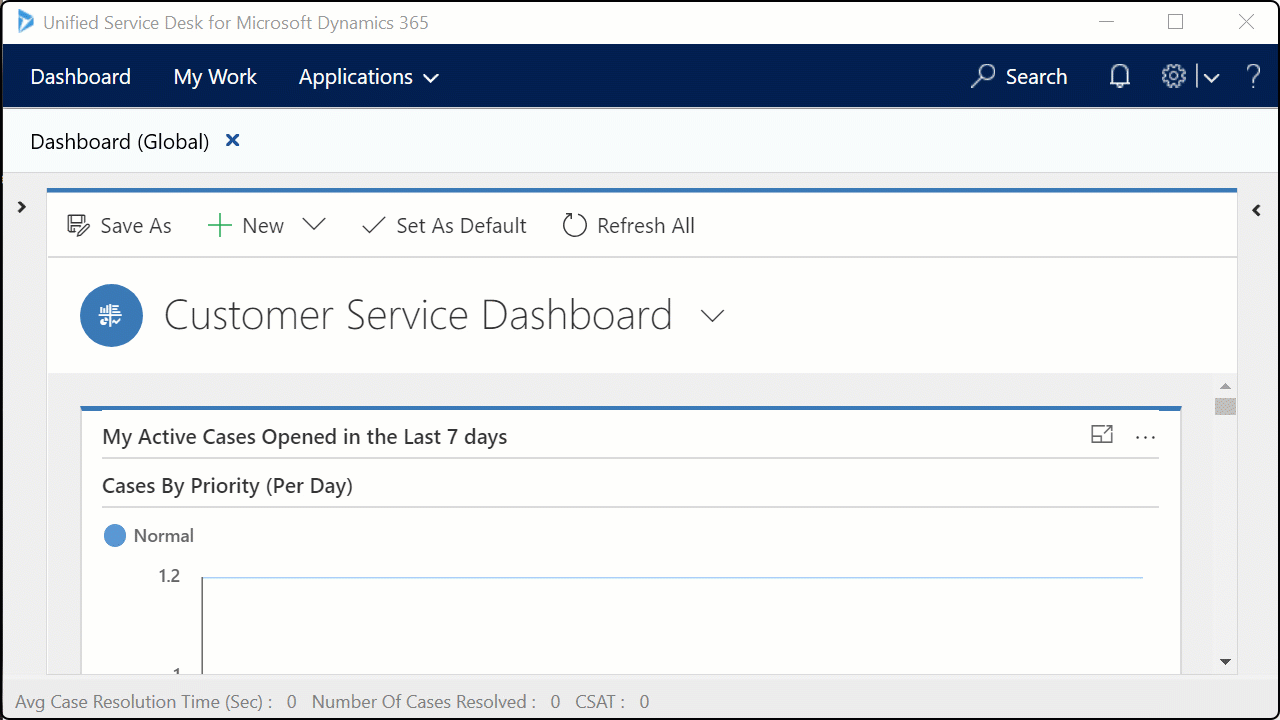 Unified Service Desk for Microsoft Dynamics 365
Dashboard My Work Applications Search ?
Dashboard (Global)
Save As New Set As Default Refresh All
Customer Service Dashboard
My Active Cases Opened in the Last 7 days ...
Cases By Priority (Per Day)
Normal
1.2
1
Avg Case Resolution Time (Sec) : 0 Number Of Cases Resolved : 0 CSAT : 0